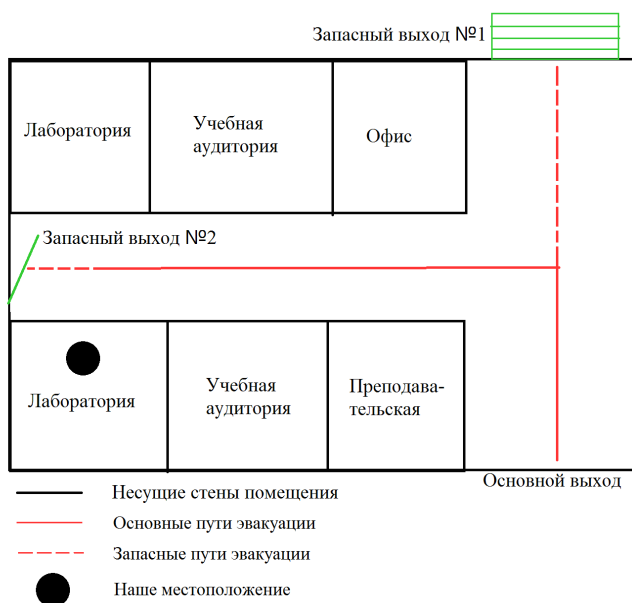 Запасный выход №1
Лаборатория
Учебная
аудитория
Офис
Запасный выход №2
Лаборатория
Учебная
аудитория
Преподава-
тельская
Основной выход
Несущие стены помещения
Основные пути эвакуации
Запасные пути эвакуации
Наше местоположение